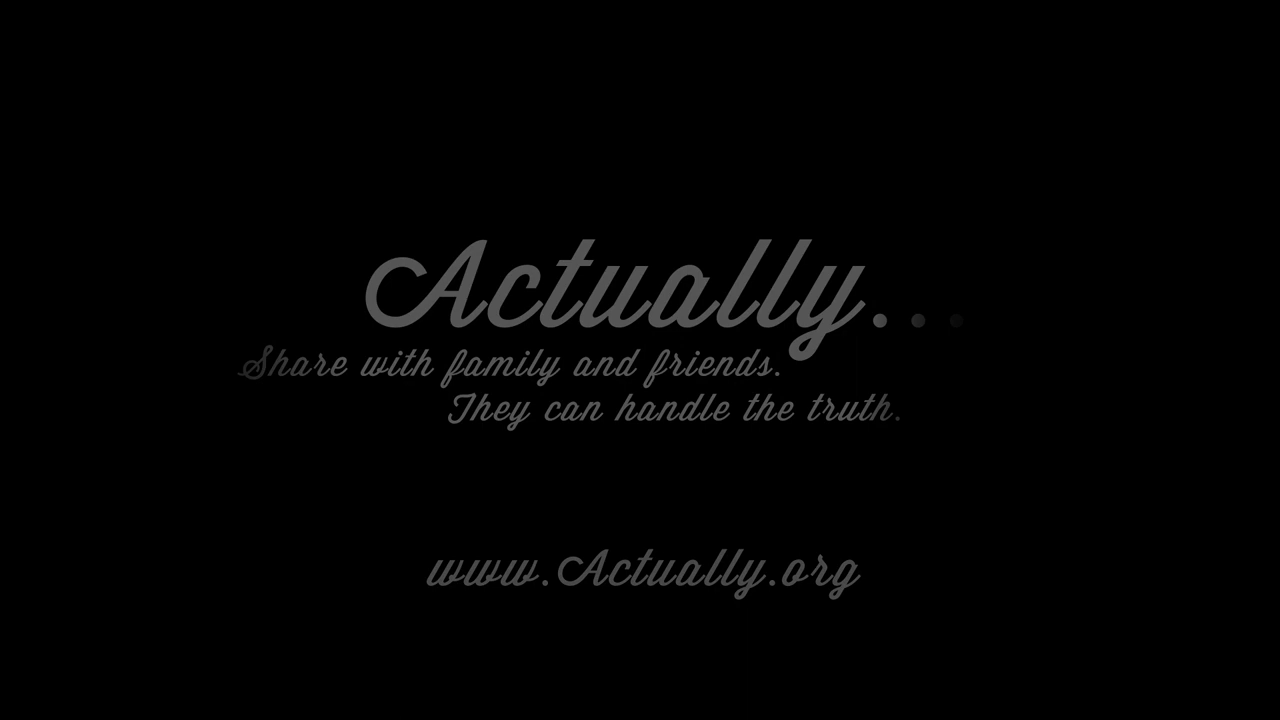 Actually...
Share with family and friends.
They can handle the truth.
www.Actually.org